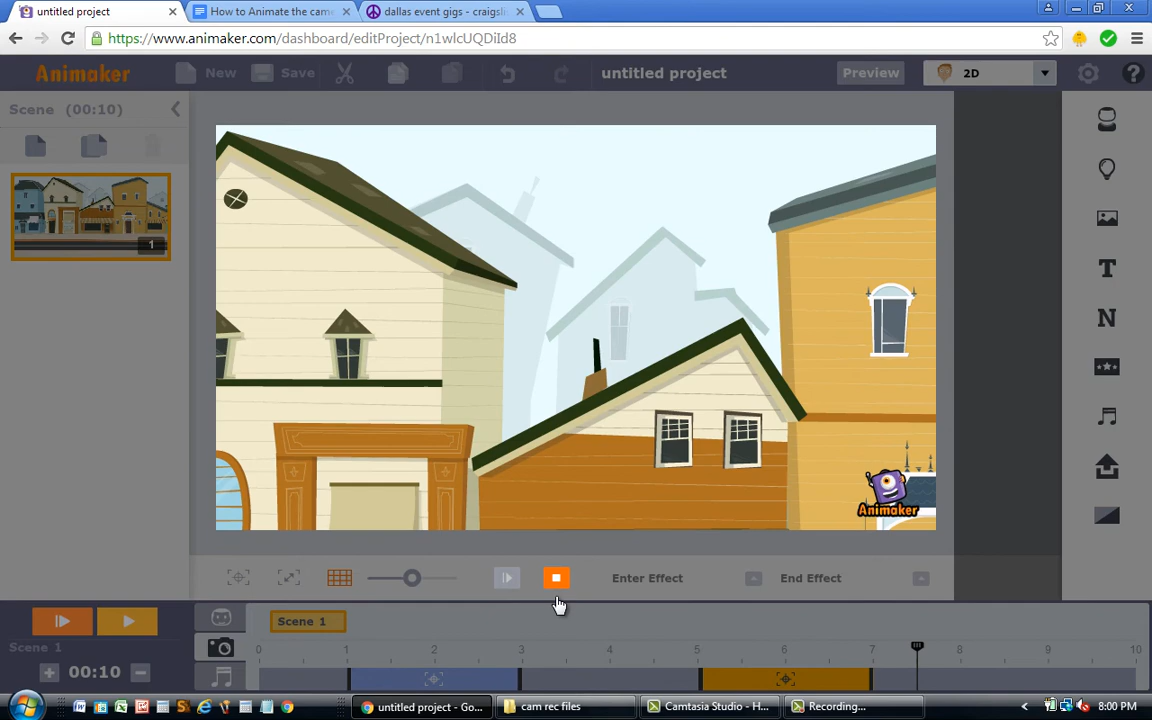 untitled project
How to Animate the cam
dallas event gigs - craigsli
https://www.animaker.com/dashboard/editProject/n1wlcUQDiId8
Animaker
New
Save
untitled project
Preview
2D
?
Scene (00:10)
1
Animaker
Enter Effect
End Effect
Scene 1
Scene 1
00:10
0 1 2 3 4 5 6 7 8 9 10
untitled project - Go...
cam rec files
Camtasia Studio - H...
Recording...
8:00 PM